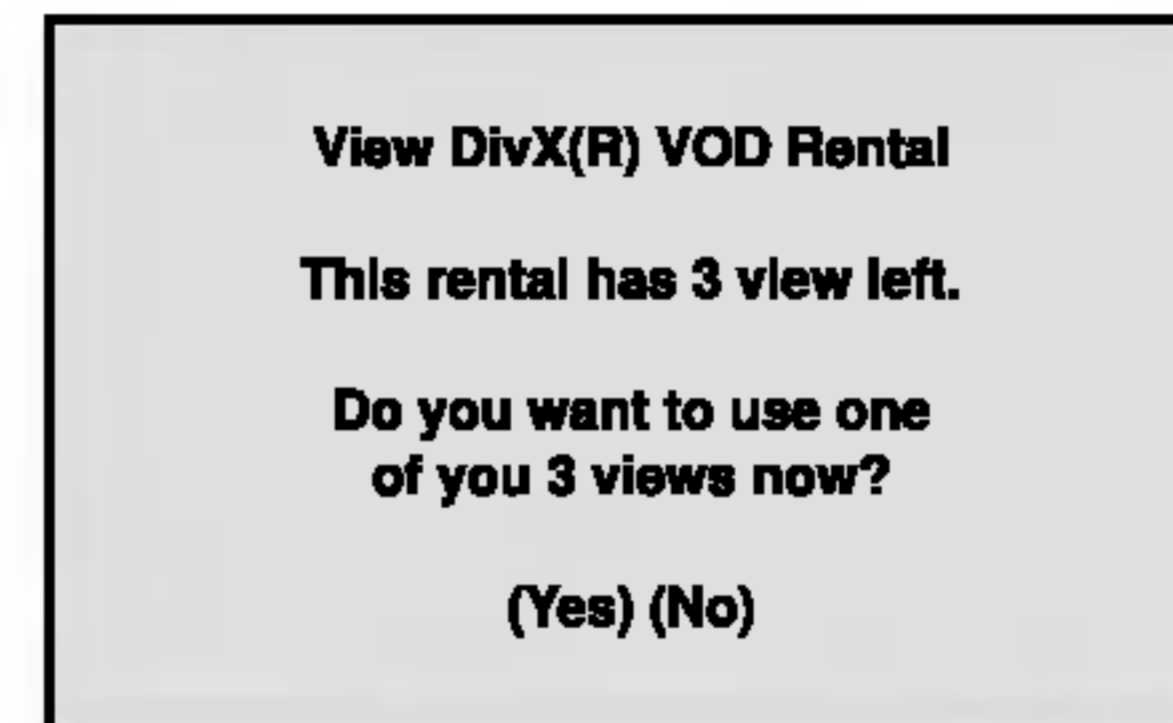 View DivX(R) VOD Rental
This rental has 3 view left.
Do you want to use one
of you 3 views now?
(Yes) (No)